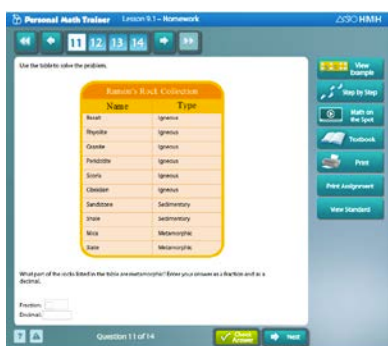 Personal Math Trainer Lesson 9.1 – Homework HMH
11 12 13 14
Use the table to solve the problem.
Ramon's Rock Collection
Name Type
Basalt Igneous
Rhyolite Igneous
Granite Igneous
Peridotite Igneous
Scoria Igneous
Obsidian Igneous
Sandstone Sedimentary
Shale Sedimentary
Mica Metamorphic
Slate Metamorphic
What part of the rocks listed in the table are metamorphic? Enter your answer as a fraction and as a
decimal.
Fraction:
Decimal:
View
Example
Step by Step
Math on
the Spot
Textbook
Print
Print Assignment
View Standard
? Question 11 of 14 Check
Answer Next